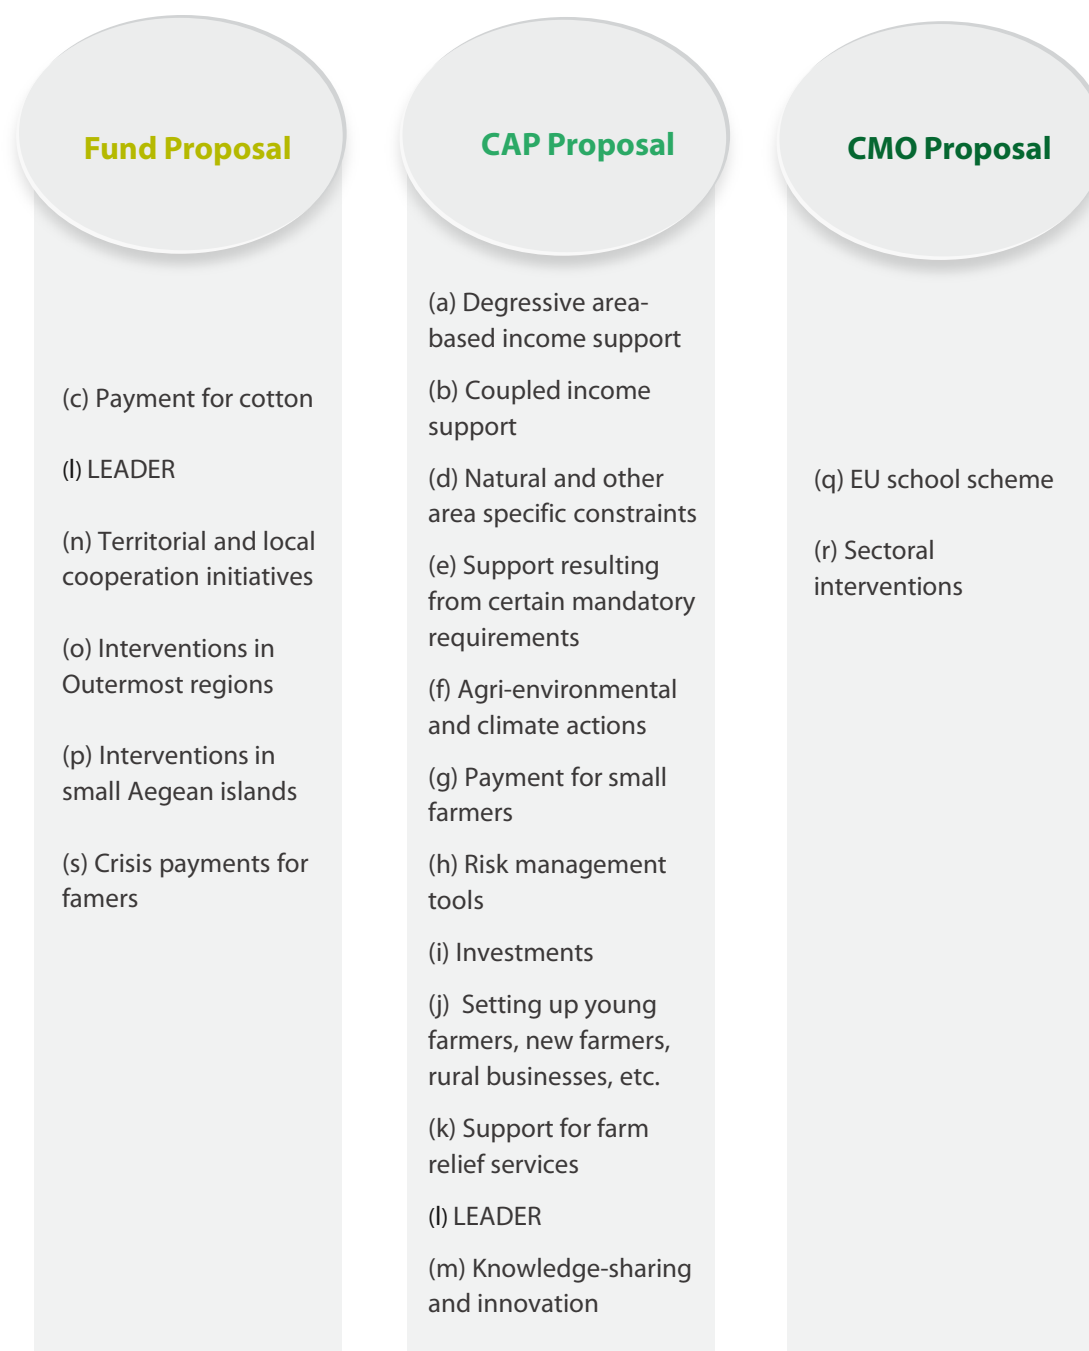 Fund Proposal
(c) Payment for cotton
(l) LEADER
(n) Territorial and local
cooperation initiatives
(o) Interventions in
Outermost regions
(p) Interventions in
small Aegean islands
(s) Crisis payments for
famers
CAP Proposal
(a) Degressive area-
based income support
(b) Coupled income
support
(d) Natural and other
area specific constraints
(e) Support resulting
from certain mandatory
requirements
(f) Agri-environmental
and climate actions
(g) Payment for small
farmers
(h) Risk management
tools
(i) Investments
(j)  Setting up young
farmers, new farmers,
rural businesses, etc.
(k) Support for farm
relief services
(l) LEADER
(m) Knowledge-sharing
and innovation
CMO Proposal
(q) EU school scheme
(r) Sectoral
interventions